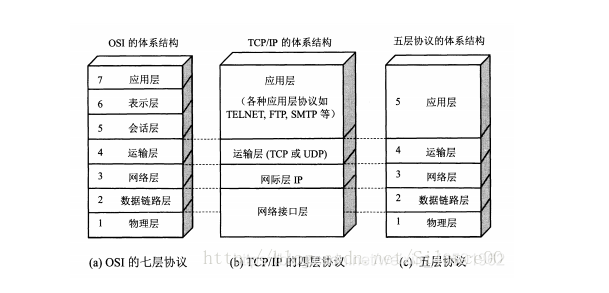 OSI 的体系结构
TCP/IP 的体系结构
五层协议的体系结构
7 应用层
6 表示层
5 会话层
4 运输层
3 网络层
2 数据链路层
1 物理层
应用层
(各种应用层协议如
TELNET, FTP, SMTP 等)
运输层 (TCP 或 UDP)
网际层 IP
网络接口层
5 应用层
4 运输层
3 网络层
2 数据链路层
1 物理层
(a) OSI 的七层协议
(b) TCP/IP 的四层协议
(c) 五层协议